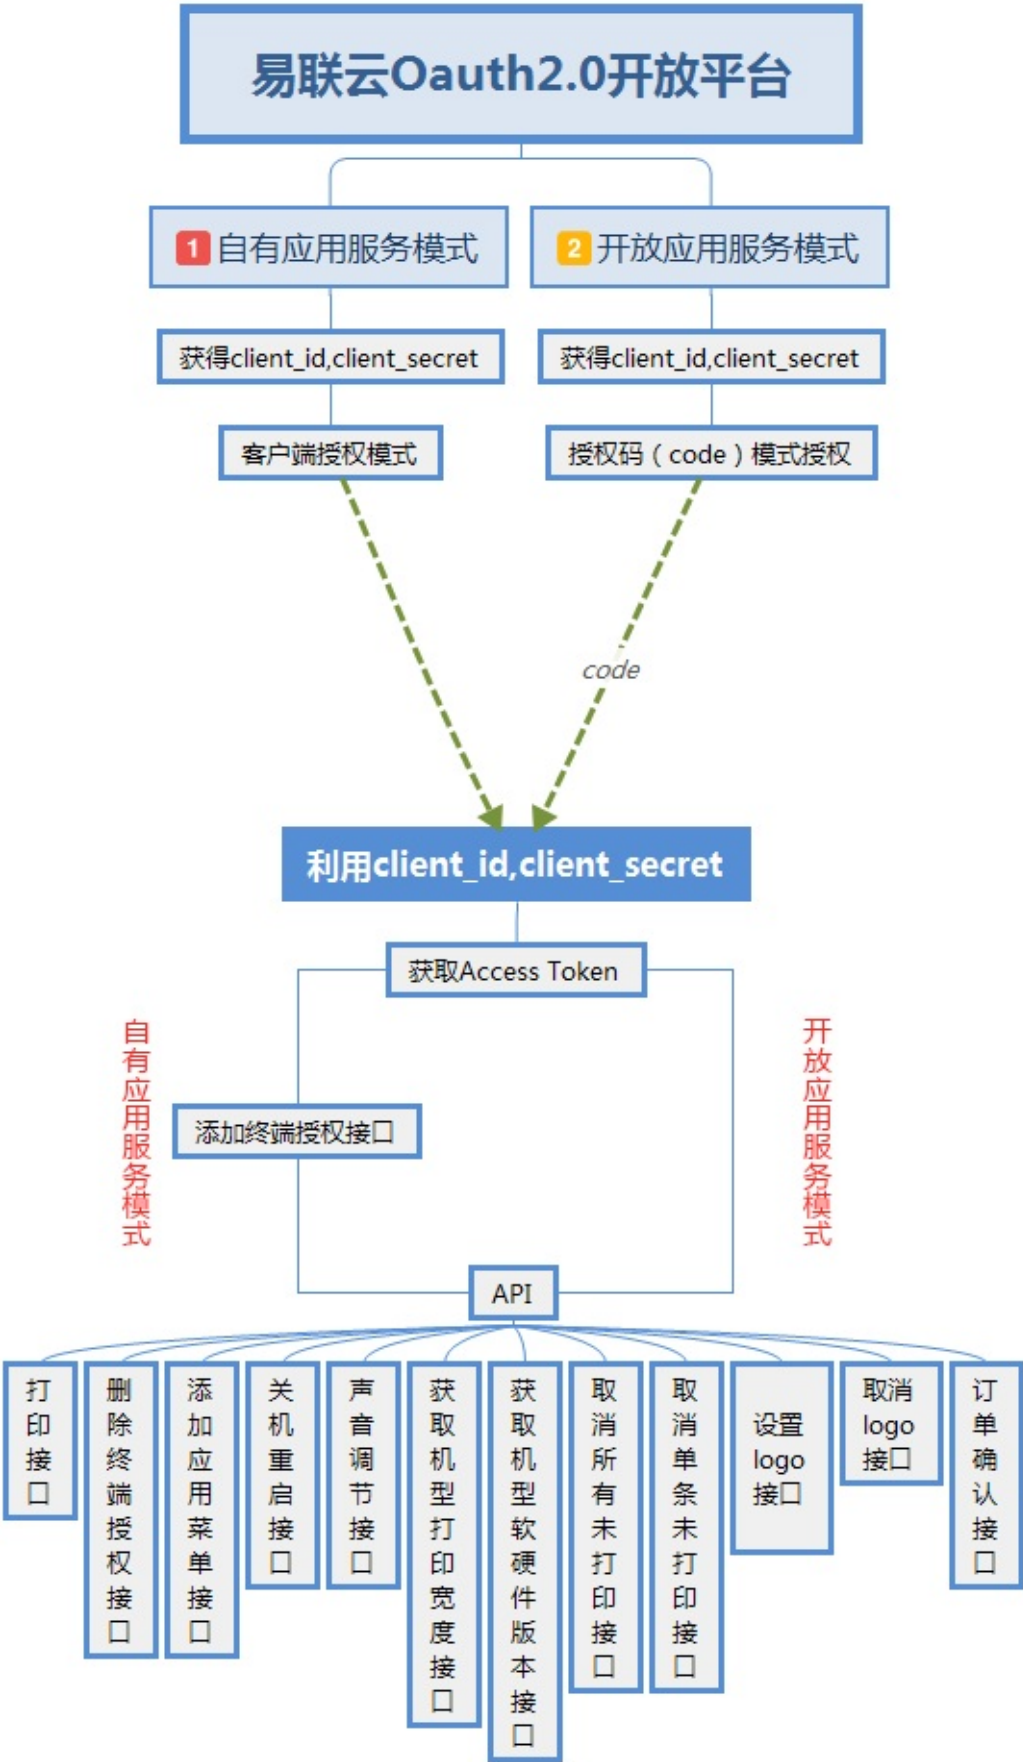 易联云Oauth2.0开放平台
1 自有应用服务模式
2 开放应用服务模式
获得client_id,client_secret
获得client_id,client_secret
客户端授权模式
授权码（code）模式授权
code
利用client_id,client_secret
获取Access Token
自有应用服务模式
开放应用服务模式
添加终端授权接口
API
打印接口
删除终端授权接口
添加应用菜单接口
关机重启接口
声音调节接口
获取机型打印宽度接口
获取机型软硬件版本接口
取消所有未打印接口
取消单条未打印接口
设置
logo
接口
取消
logo
接口
订单确认接口